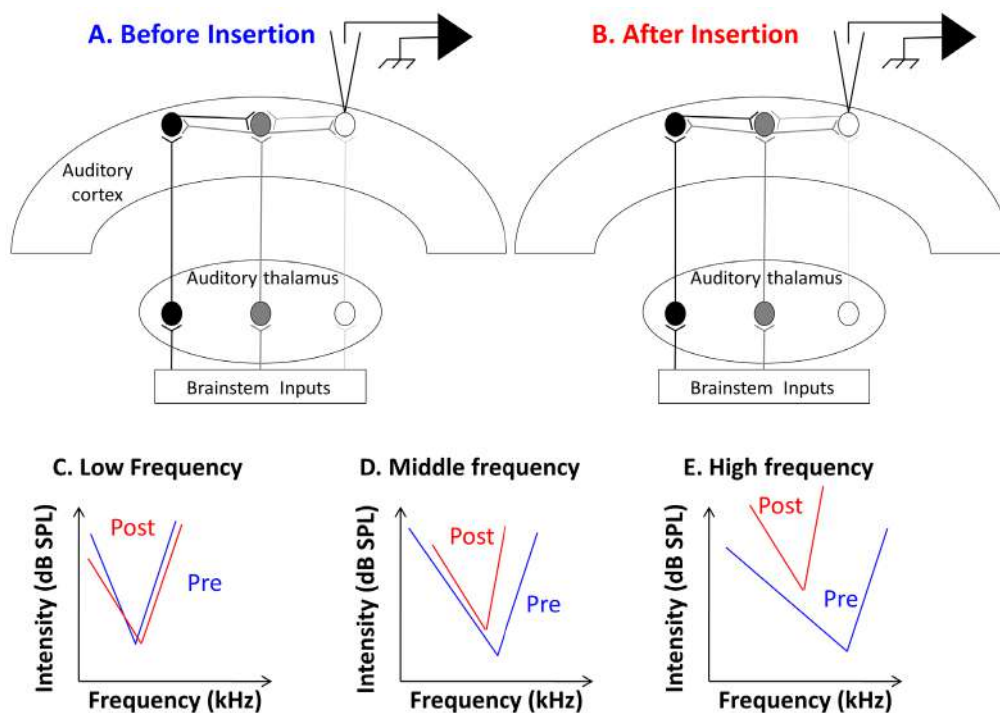 A. Before Insertion
B. After Insertion
Auditory
cortex
Auditory thalamus
Brainstem Inputs
Auditory
cortex
Auditory thalamus
Brainstem Inputs
C. Low Frequency
Intensity (dB SPL)
Post
Pre
Frequency (kHz)
D. Middle frequency
Intensity (dB SPL)
Post
Pre
Frequency (kHz)
E. High frequency
Intensity (dB SPL)
Post
Pre
Frequency (kHz)